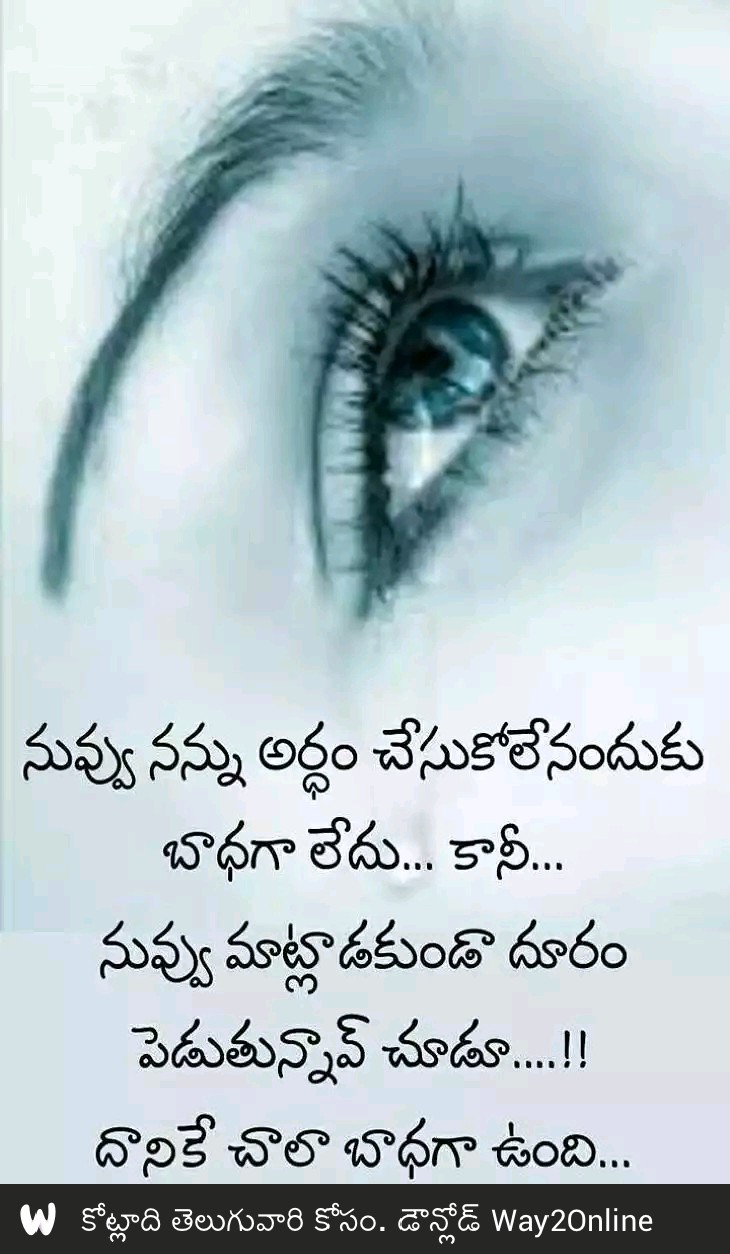 నువ్వు నన్ను అర్ధం చేసుకోలేనందుకు
బాధగా లేదు... కానీ...
నువ్వు మాట్లాడకుండా దూరం
పెడుతున్నావ్ చూడూ....!!
దానికే చాలా బాధగా ఉంది...
W కోట్లాది తెలుగువారి కోసం. డౌన్లోడ్ Way2Online